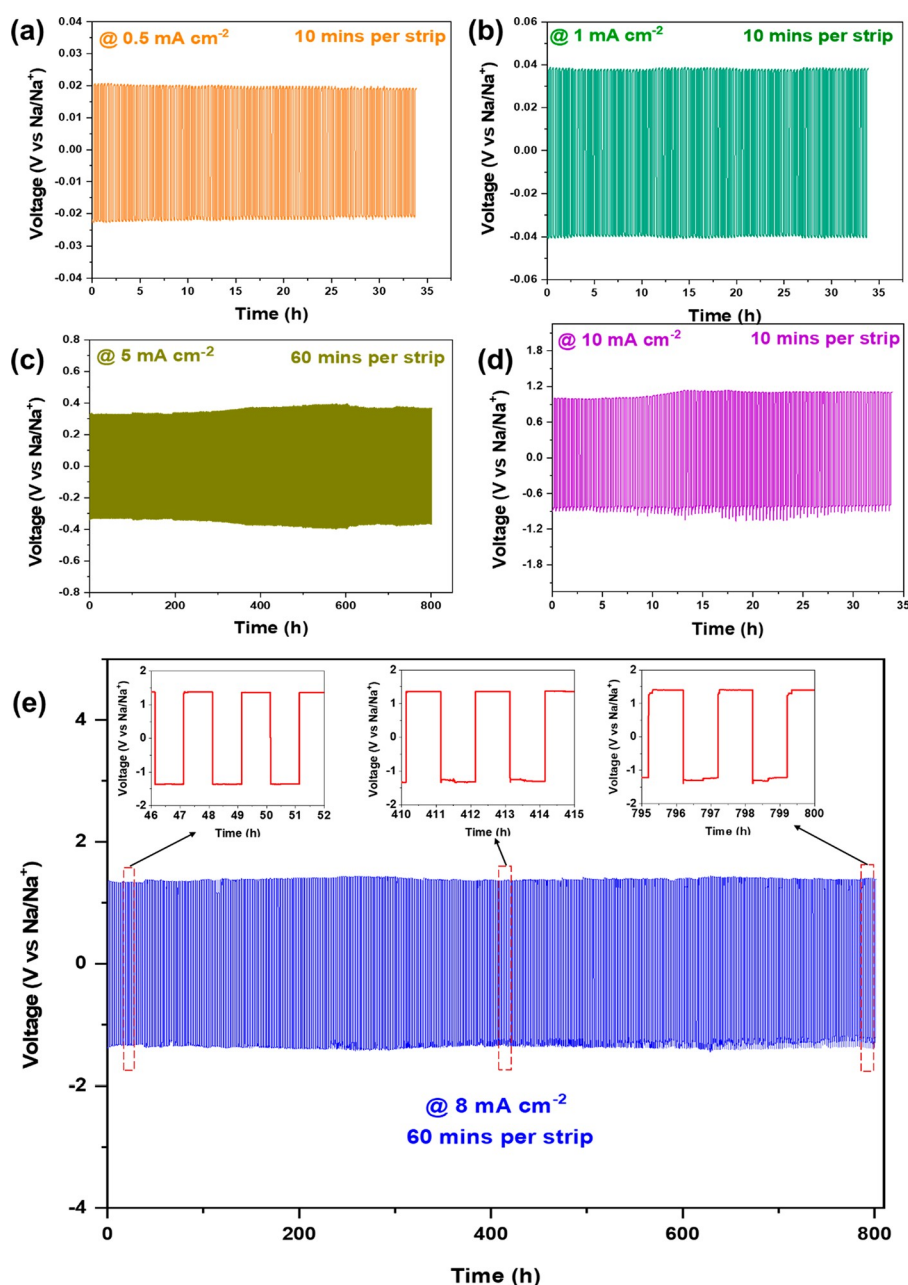 (a)
@ 0.5 mA cm⁻²
10 mins per strip
0.04
0.03
0.02
0.01
0.00
-0.01
-0.02
-0.03
-0.04
Voltage (V vs Na/Na⁺)
0 5 10 15 20 25 30 35
Time (h)
(b)
@ 1 mA cm⁻²
10 mins per strip
0.06
0.04
0.02
0.00
-0.02
-0.04
-0.06
Voltage (V vs Na/Na⁺)
0 5 10 15 20 25 30 35
Time (h)
(c)
@ 5 mA cm⁻²
60 mins per strip
0.8
0.6
0.4
0.2
0.0
-0.2
-0.4
-0.6
-0.8
Voltage (V vs Na/Na⁺)
0 200 400 600 800
Time (h)
(d)
@ 10 mA cm⁻²
10 mins per strip
1.8
1.2
0.6
0.0
-0.6
-1.2
-1.8
Voltage (V vs Na/Na⁺)
0 5 10 15 20 25 30 35
Time (h)
(e)
4
2
0
-2
-4
Voltage (V vs Na/Na⁺)
2
1
0
-1
-2
Voltage (V vs Na/Na⁺)
46 47 48 49 50 51 52
Time (h)
2
1
0
-1
-2
Voltage (V vs Na/Na⁺)
410 411 412 413 414 415
Time (h)
2
1
0
-1
-2
Voltage (V vs Na/Na⁺)
795 796 797 798 799 800
Time (h)
@ 8 mA cm⁻²
60 mins per strip
0 200 400 600 800
Time (h)